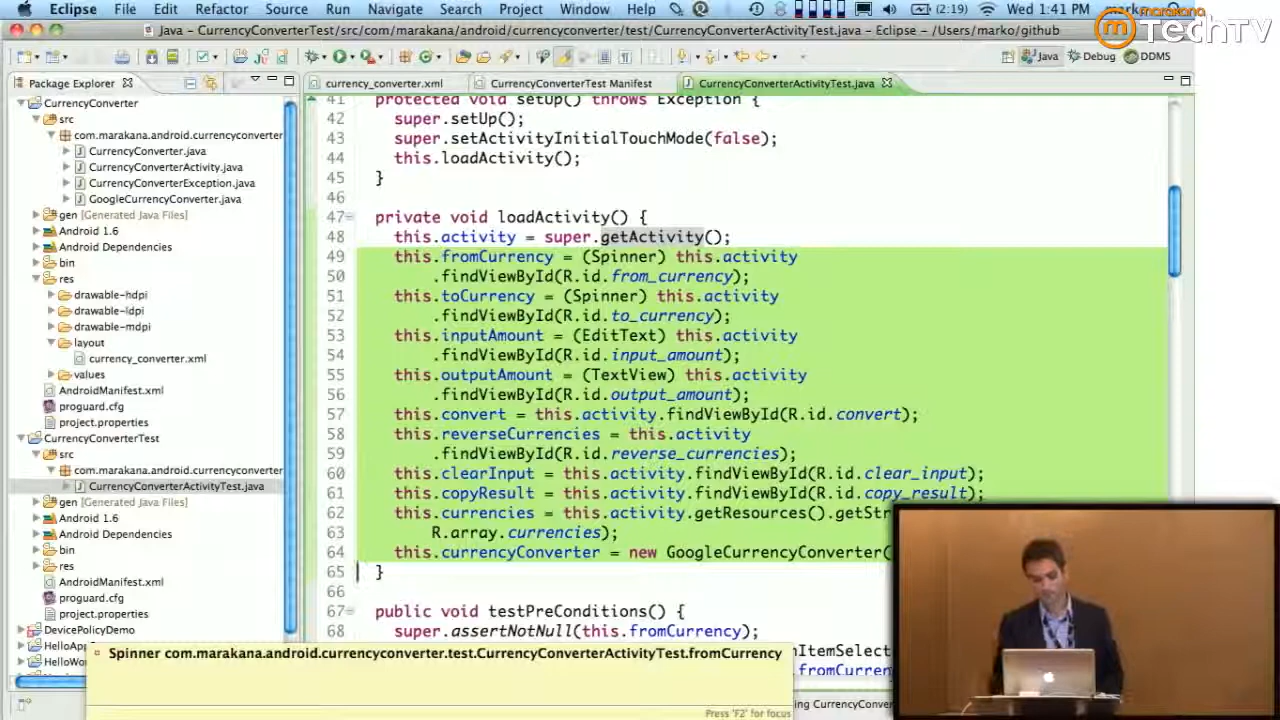 Eclipse File Edit Refactor Source Run Navigate Search Project Window Help (2:19) Wed 1:41 PM
Java – CurrencyConverterTest/src/com/marakana/android/currencyconverter/test/CurrencyConverterActivityTest.java – Eclipse – /Users/marko/github
marakana
TechTV
Java Debug DDMS
Package Explorer
currency_converter.xml CurrencyConverterTest Manifest CurrencyConverterActivityTest.java
CurrencyConverter
src
com.marakana.android.currencyconverter
CurrencyConverter.java
CurrencyConverterActivity.java
CurrencyConverterException.java
GoogleCurrencyConverter.java
gen [Generated Java Files]
Android 1.6
Android Dependencies
bin
res
drawable-hdpi
drawable-ldpi
drawable-mdpi
layout
currency_converter.xml
values
AndroidManifest.xml
proguard.cfg
project.properties
CurrencyConverterTest
src
com.marakana.android.currencyconverter
CurrencyConverterActivityTest.java
gen [Generated Java Files]
Android 1.6
Android Dependencies
bin
res
AndroidManifest.xml
proguard.cfg
project.properties
DevicePolicyDemo
41 protected void setUp() throws Exception {
42 super.setUp();
43 super.setActivityInitialTouchMode(false);
44 this.loadActivity();
45 }
46
47 private void loadActivity() {
48 this.activity = super.getActivity();
49 this.fromCurrency = (Spinner) this.activity
50 .findViewById(R.id.from_currency);
51 this.toCurrency = (Spinner) this.activity
52 .findViewById(R.id.to_currency);
53 this.inputAmount = (EditText) this.activity
54 .findViewById(R.id.input_amount);
55 this.outputAmount = (TextView) this.activity
56 .findViewById(R.id.output_amount);
57 this.convert = this.activity.findViewById(R.id.convert);
58 this.reverseCurrencies = this.activity
59 .findViewById(R.id.reverse_currencies);
60 this.clearInput = this.activity.findViewById(R.id.clear_input);
61 this.copyResult = this.activity.findViewById(R.id.copy_result);
62 this.currencies = this.activity.getResources().getStr
63 R.array.currencies);
64 this.currencyConverter = new GoogleCurrencyConverter(
65 }
66
67 public void testPreConditions() {
68 super.assertNotNull(this.fromCurrency);
nItemSelect
.fromCurren
Spinner com.marakana.android.currencyconverter.test.CurrencyConverterActivityTest.fromCurrency
Press 'F2' for focus
ing CurrencyConver